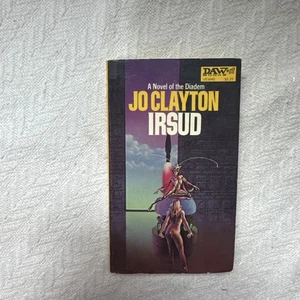 DAW
A Novel of the Diadem
JO CLAYTON
IRSUD